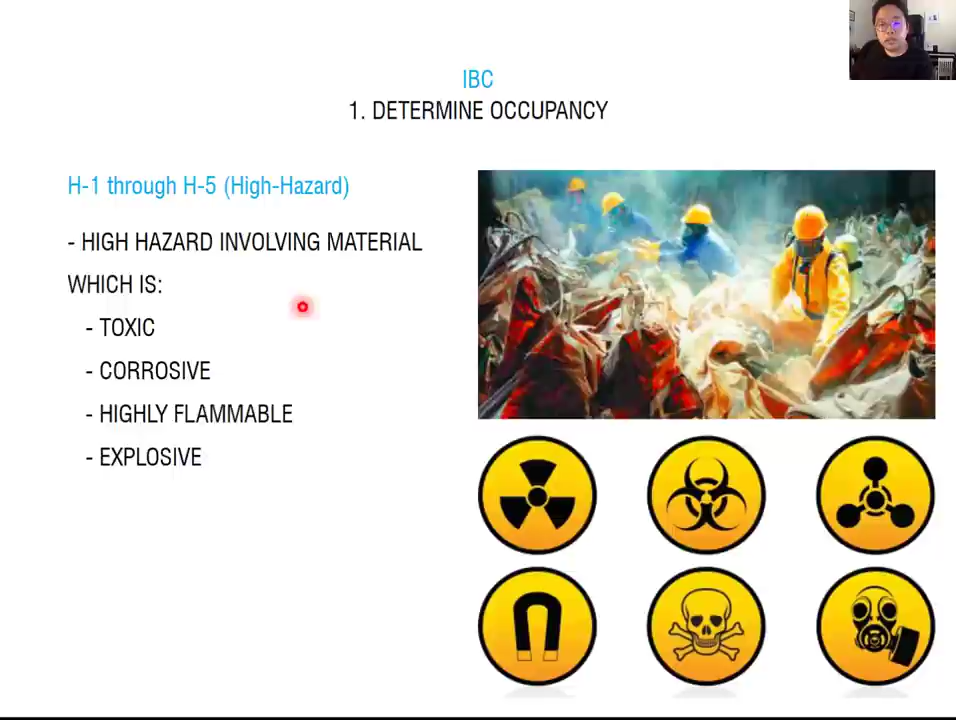 IBC
1. DETERMINE OCCUPANCY
H-1 through H-5 (High-Hazard)
- HIGH HAZARD INVOLVING MATERIAL
WHICH IS:
- TOXIC
- CORROSIVE
- HIGHLY FLAMMABLE
- EXPLOSIVE